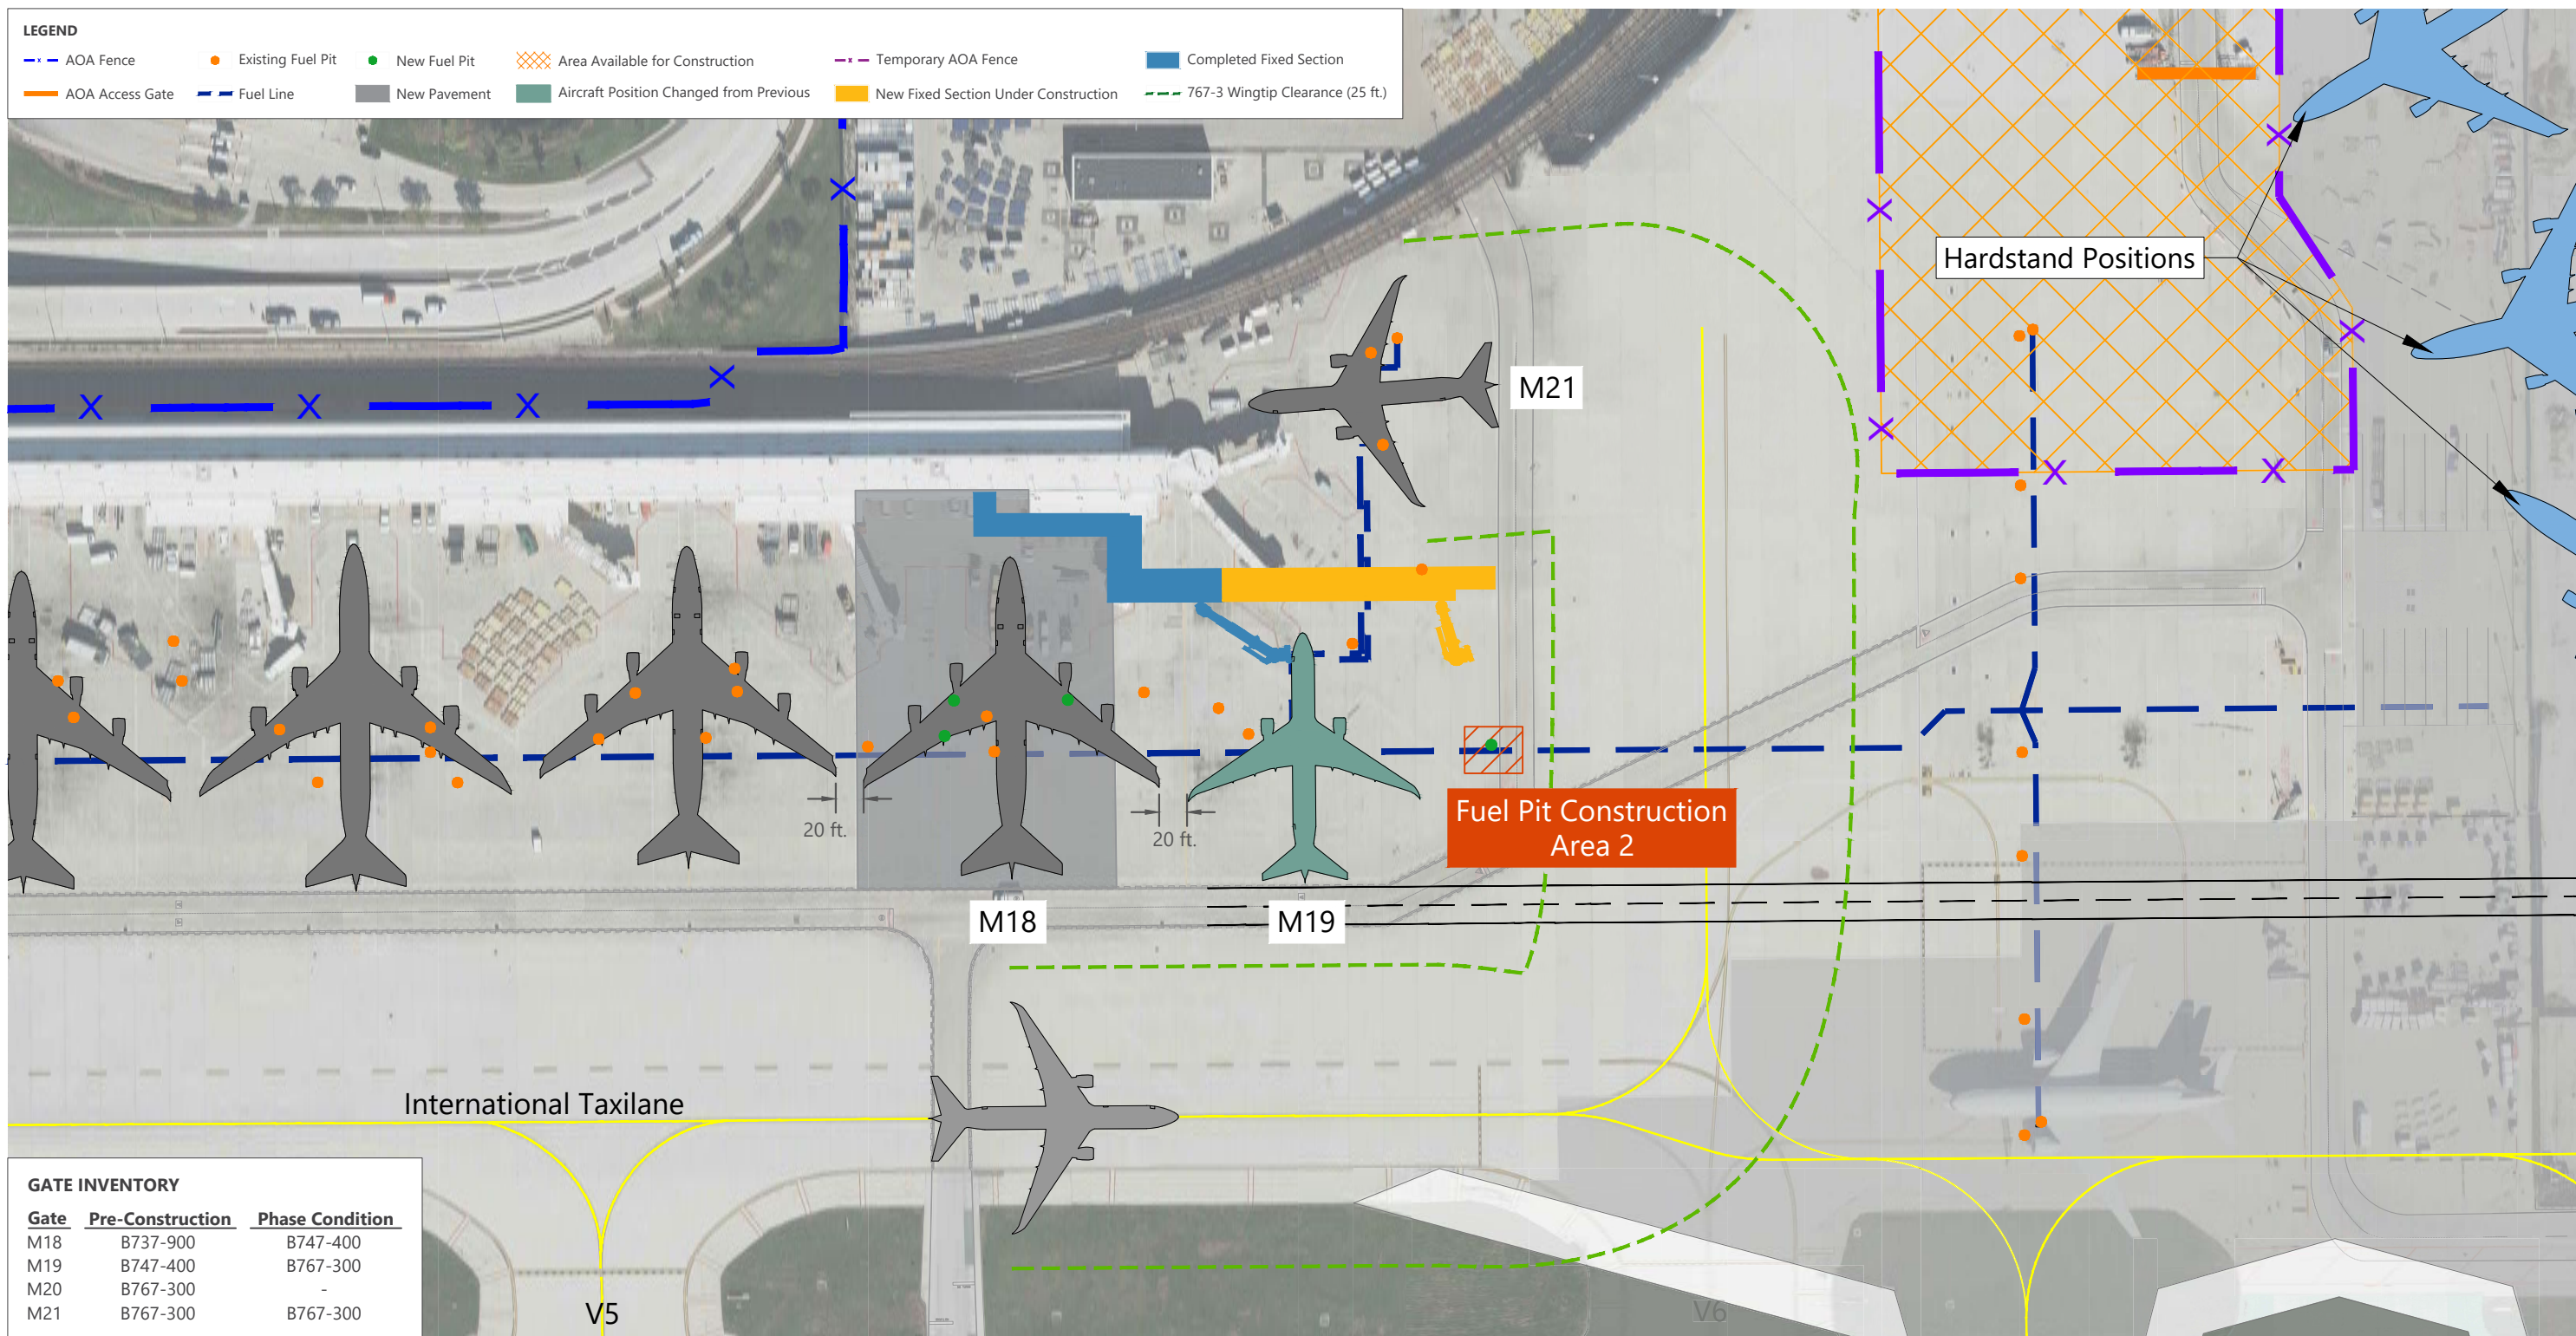 LEGEND
AOA Fence
Existing Fuel Pit
New Fuel Pit
Area Available for Construction
Temporary AOA Fence
Completed Fixed Section
AOA Access Gate
Fuel Line
New Pavement
Aircraft Position Changed from Previous
New Fixed Section Under Construction
767-3 Wingtip Clearance (25 ft.)
Hardstand Positions
M21
20 ft.
20 ft.
Fuel Pit Construction
Area 2
M18
M19
International Taxilane
GATE INVENTORY
Gate Pre-Construction Phase Condition
M18 B737-900 B747-400
M19 B747-400 B767-300
M20 B767-300 -
M21 B767-300 B767-300
V5
V6